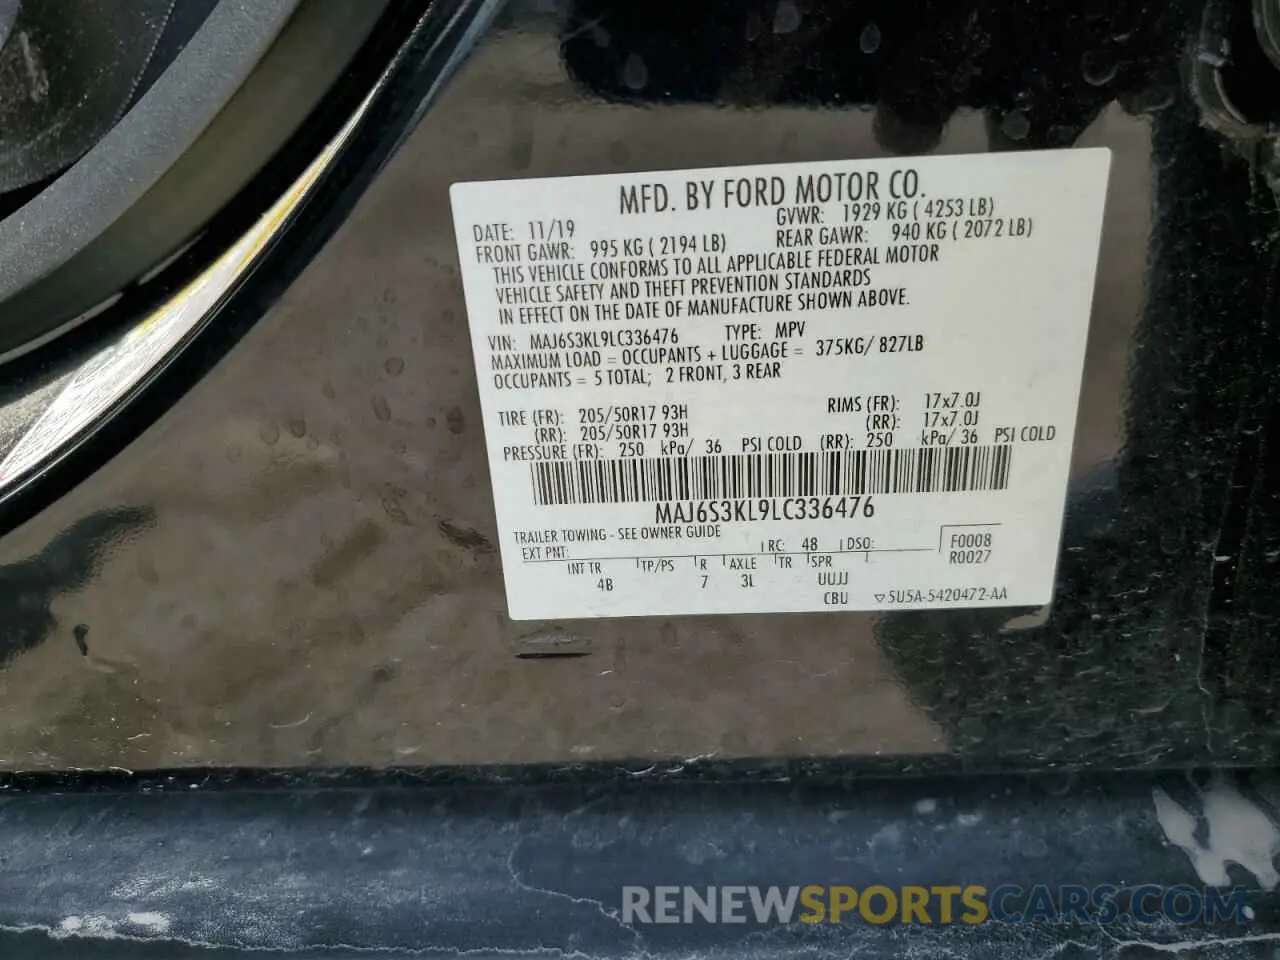 MFD. BY FORD MOTOR CO.
DATE: 11/19 GVWR: 1929 KG ( 4253 LB)
FRONT GAWR: 995 KG ( 2194 LB) REAR GAWR: 940 KG ( 2072 LB)
THIS VEHICLE CONFORMS TO ALL APPLICABLE FEDERAL MOTOR
VEHICLE SAFETY AND THEFT PREVENTION STANDARDS
IN EFFECT ON THE DATE OF MANUFACTURE SHOWN ABOVE.
VIN: MAJ6S3KL9LC336476 TYPE: MPV
MAXIMUM LOAD = OCCUPANTS + LUGGAGE = 375KG/ 827LB
OCCUPANTS = 5 TOTAL; 2 FRONT, 3 REAR
TIRE (FR): 205/50R17 93H RIMS (FR): 17x7.0J
(RR): 205/50R17 93H (RR): 17x7.0J
PRESSURE (FR): 250 kPa/ 36 PSI COLD (RR): 250 kPa/ 36 PSI COLD
MAJ6S3KL9LC336476
TRAILER TOWING - SEE OWNER GUIDE
EXT PNT: RC: 48 DSO: F0008
R0027
INT TR TP/PS R AXLE TR SPR
4B 7 3L UUJJ
CBU ▽5U5A-5420472-AA
RENEWSPORTSCARS.COM